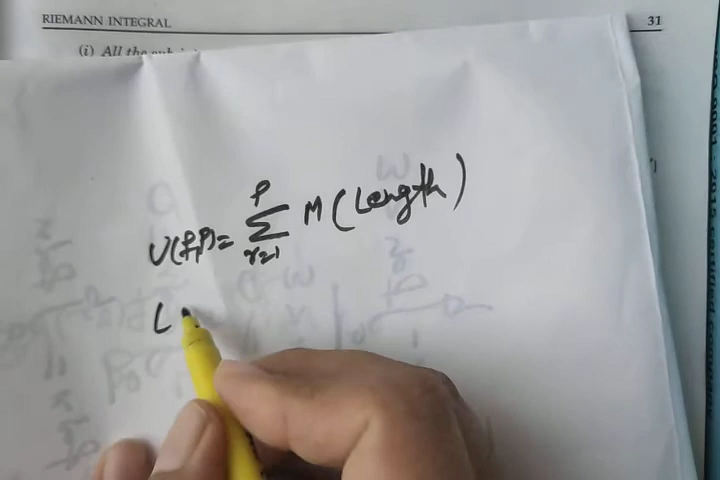 RIEMANN INTEGRAL 31
(i) All the
U(f,P) = P ∑ r=1 M (Length)
L